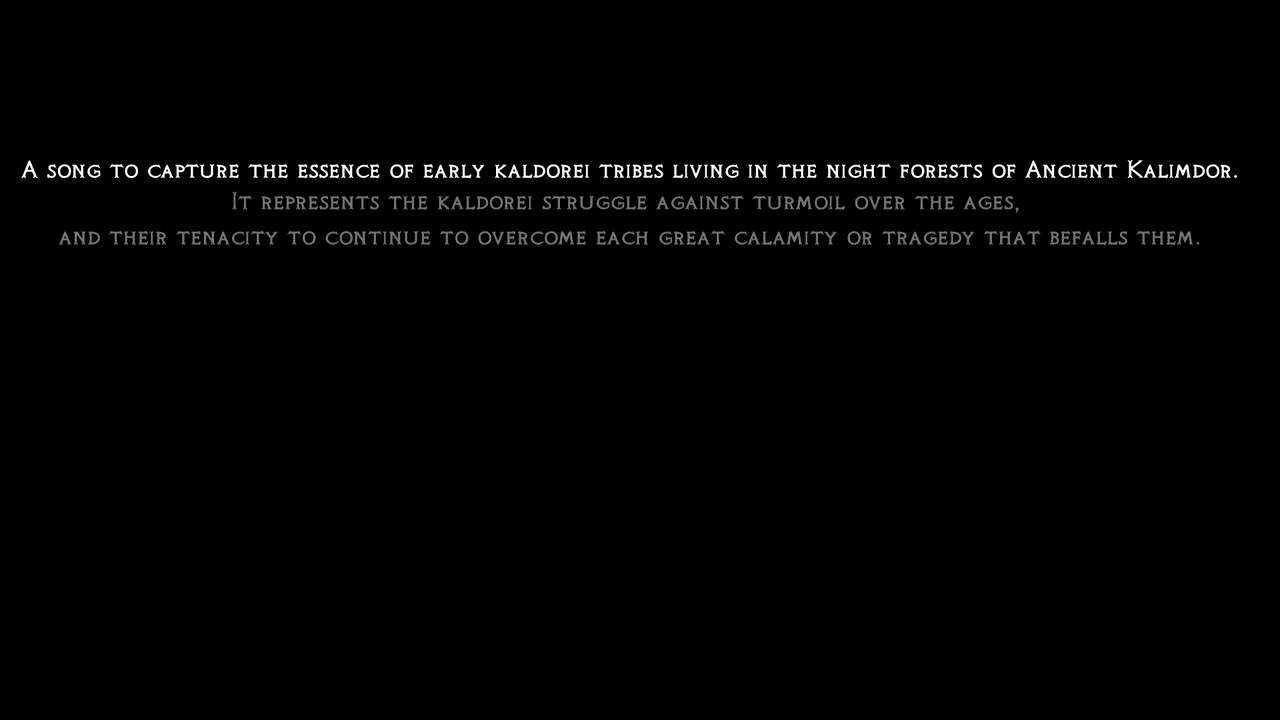 A song to capture the essence of early kaldorei tribes living in the night forests of Ancient Kalimdor.
It represents the kaldorei struggle against turmoil over the ages,
and their tenacity to continue to overcome each great calamity or tragedy that befalls them.